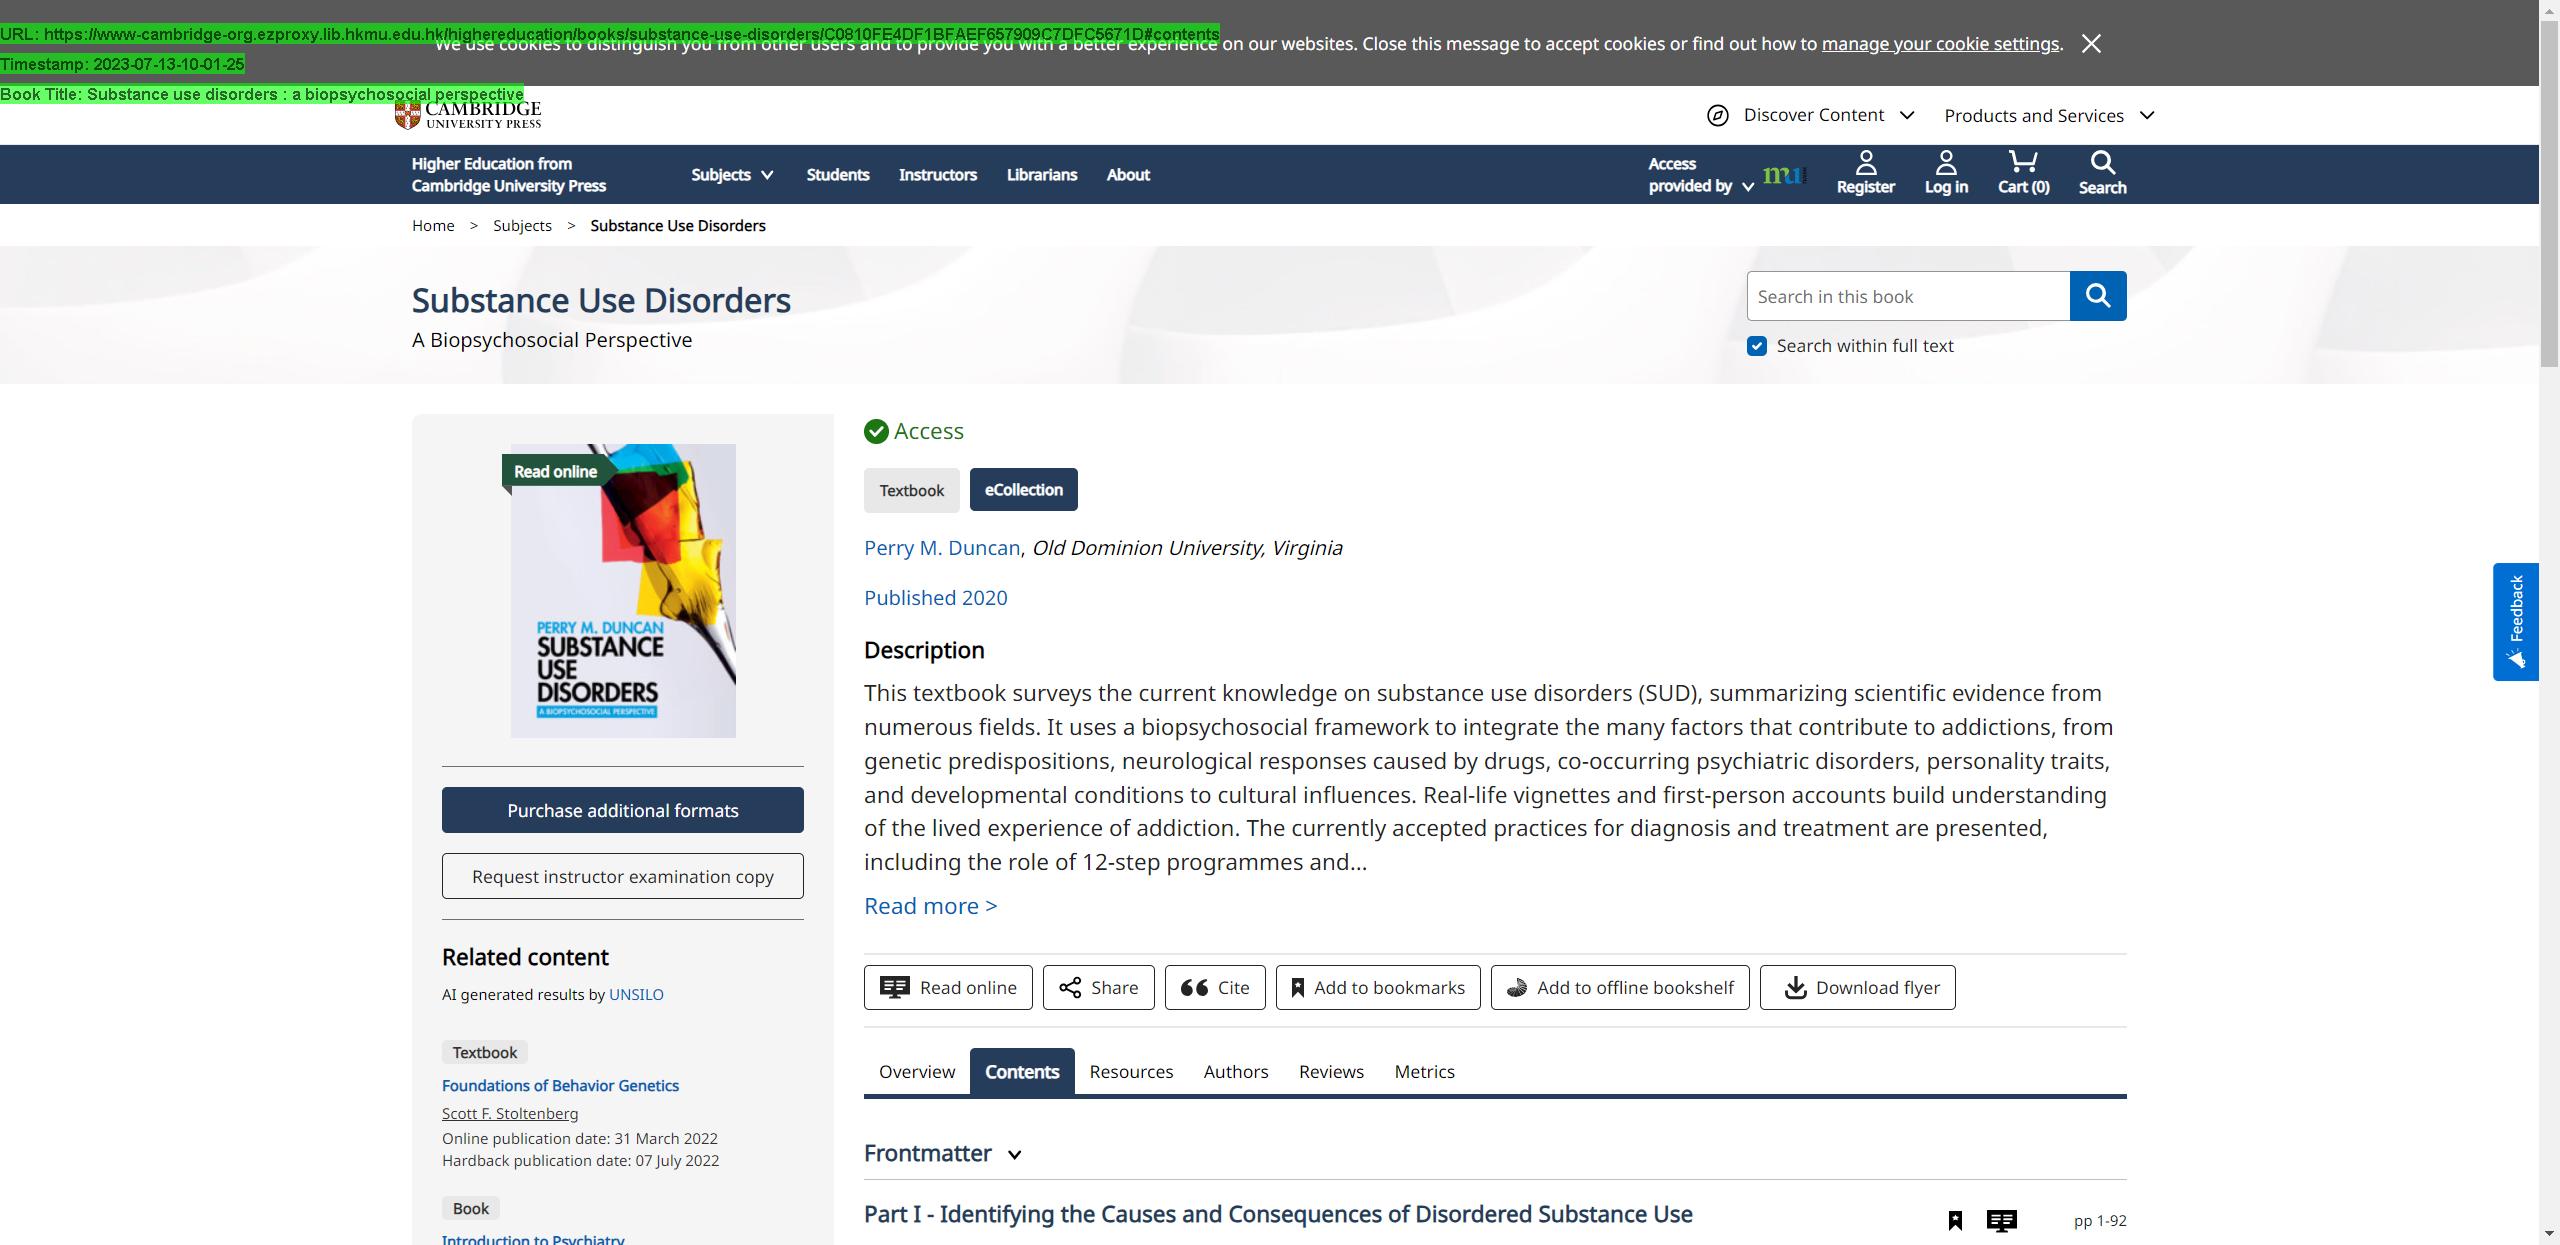 URL: https://www-cambridge-org.ezproxy.lib.hkmu.edu.hk/highereducation/books/substance-use-disorders/C0810FE4DF1BFAEF657909C7DFC5671D#contents
We use cookies to distinguish you from other users and to provide you with a better experience on our websites. Close this message to accept cookies or find out how to manage your cookie settings.
Timestamp: 2023-07-13-10-01-25
Book Title: Substance use disorders : a biopsychosocial perspective
CAMBRIDGE
UNIVERSITY PRESS
Discover Content
Products and Services
Higher Education from
Cambridge University Press
Subjects
Students
Instructors
Librarians
About
Access
provided by
mu
Register
Log in
Cart (0)
Search
Home > Subjects > Substance Use Disorders
Substance Use Disorders
A Biopsychosocial Perspective
Search in this book
Search within full text
Read online
PERRY M. DUNCAN
SUBSTANCE
USE
DISORDERS
A BIOPSYCHOSOCIAL PERSPECTIVE
Purchase additional formats
Request instructor examination copy
Related content
AI generated results by UNSILO
Textbook
Foundations of Behavior Genetics
Scott F. Stoltenberg
Online publication date: 31 March 2022
Hardback publication date: 07 July 2022
Book
Introduction to Psychiatry
Access
Textbook
eCollection
Perry M. Duncan, Old Dominion University, Virginia
Published 2020
Description
This textbook surveys the current knowledge on substance use disorders (SUD), summarizing scientific evidence from
numerous fields. It uses a biopsychosocial framework to integrate the many factors that contribute to addictions, from
genetic predispositions, neurological responses caused by drugs, co-occurring psychiatric disorders, personality traits,
and developmental conditions to cultural influences. Real-life vignettes and first-person accounts build understanding
of the lived experience of addiction. The currently accepted practices for diagnosis and treatment are presented,
including the role of 12-step programmes and...
Read more >
Read online
Share
Cite
Add to bookmarks
Add to offline bookshelf
Download flyer
Overview
Contents
Resources
Authors
Reviews
Metrics
Frontmatter
Part I - Identifying the Causes and Consequences of Disordered Substance Use
pp 1-92
Feedback